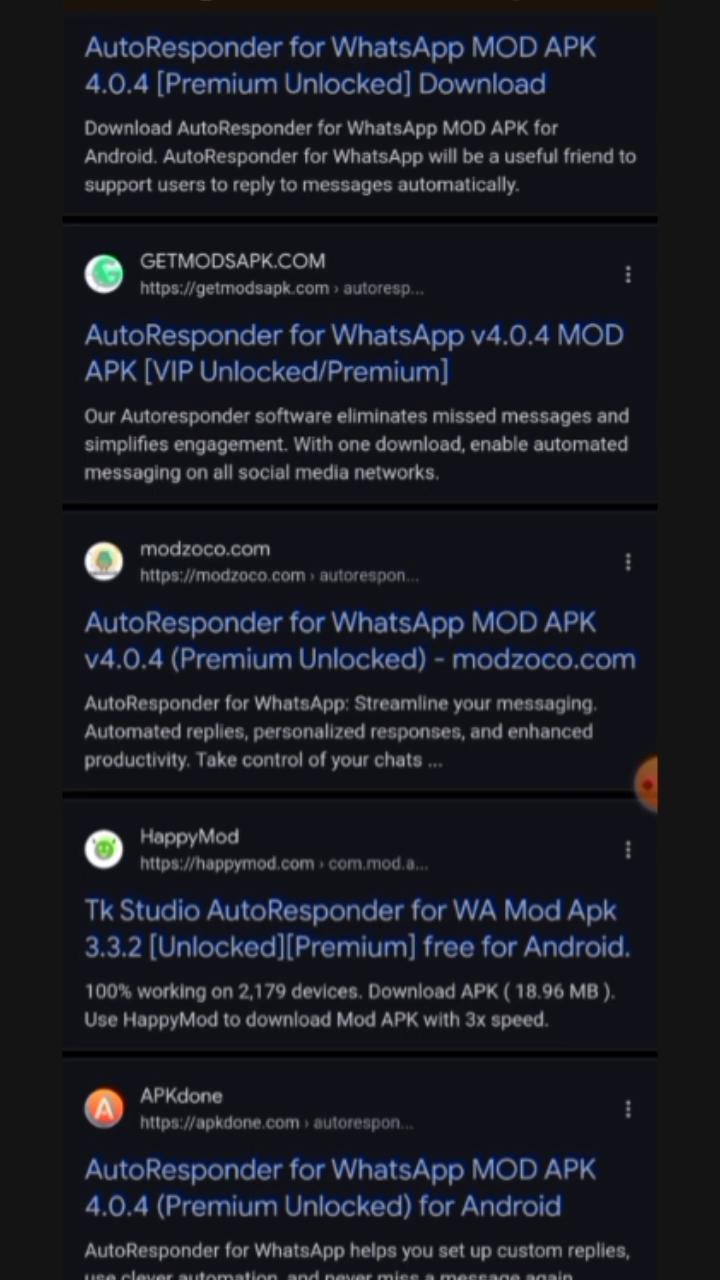 AutoResponder for WhatsApp MOD APK
4.0.4 [Premium Unlocked] Download
Download AutoResponder for WhatsApp MOD APK for
Android. AutoResponder for WhatsApp will be a useful friend to
support users to reply to messages automatically.
GETMODSAPK.COM
https://getmodsapk.com › autoresp...
AutoResponder for WhatsApp v4.0.4 MOD
APK [VIP Unlocked/Premium]
Our Autoresponder software eliminates missed messages and
simplifies engagement. With one download, enable automated
messaging on all social media networks.
modzoco.com
https://modzoco.com › autorespon...
AutoResponder for WhatsApp MOD APK
v4.0.4 (Premium Unlocked) - modzoco.com
AutoResponder for WhatsApp: Streamline your messaging.
Automated replies, personalized responses, and enhanced
productivity. Take control of your chats ...
HappyMod
https://happymod.com › com.mod.a...
Tk Studio AutoResponder for WA Mod Apk
3.3.2 [Unlocked][Premium] free for Android.
100% working on 2,179 devices. Download APK ( 18.96 MB ).
Use HappyMod to download Mod APK with 3x speed.
APKdone
https://apkdone.com › autorespon...
AutoResponder for WhatsApp MOD APK
4.0.4 (Premium Unlocked) for Android
AutoResponder for WhatsApp helps you set up custom replies,
use clever automation, and never miss a message again